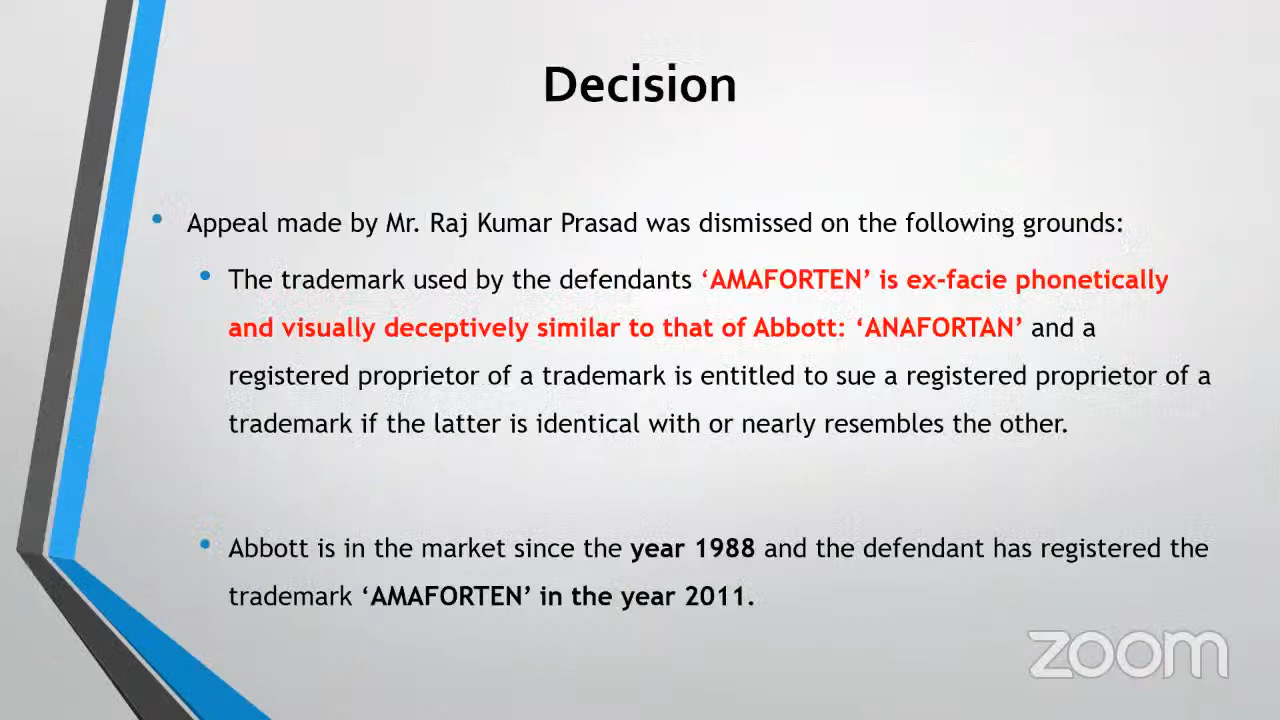 Decision
• Appeal made by Mr. Raj Kumar Prasad was dismissed on the following grounds:
• The trademark used by the defendants ‘AMAFORTEN’ is ex-facie phonetically
and visually deceptively similar to that of Abbott: ‘ANAFORTAN’ and a
registered proprietor of a trademark is entitled to sue a registered proprietor of a
trademark if the latter is identical with or nearly resembles the other.
• Abbott is in the market since the year 1988 and the defendant has registered the
trademark ‘AMAFORTEN’ in the year 2011.
zoom